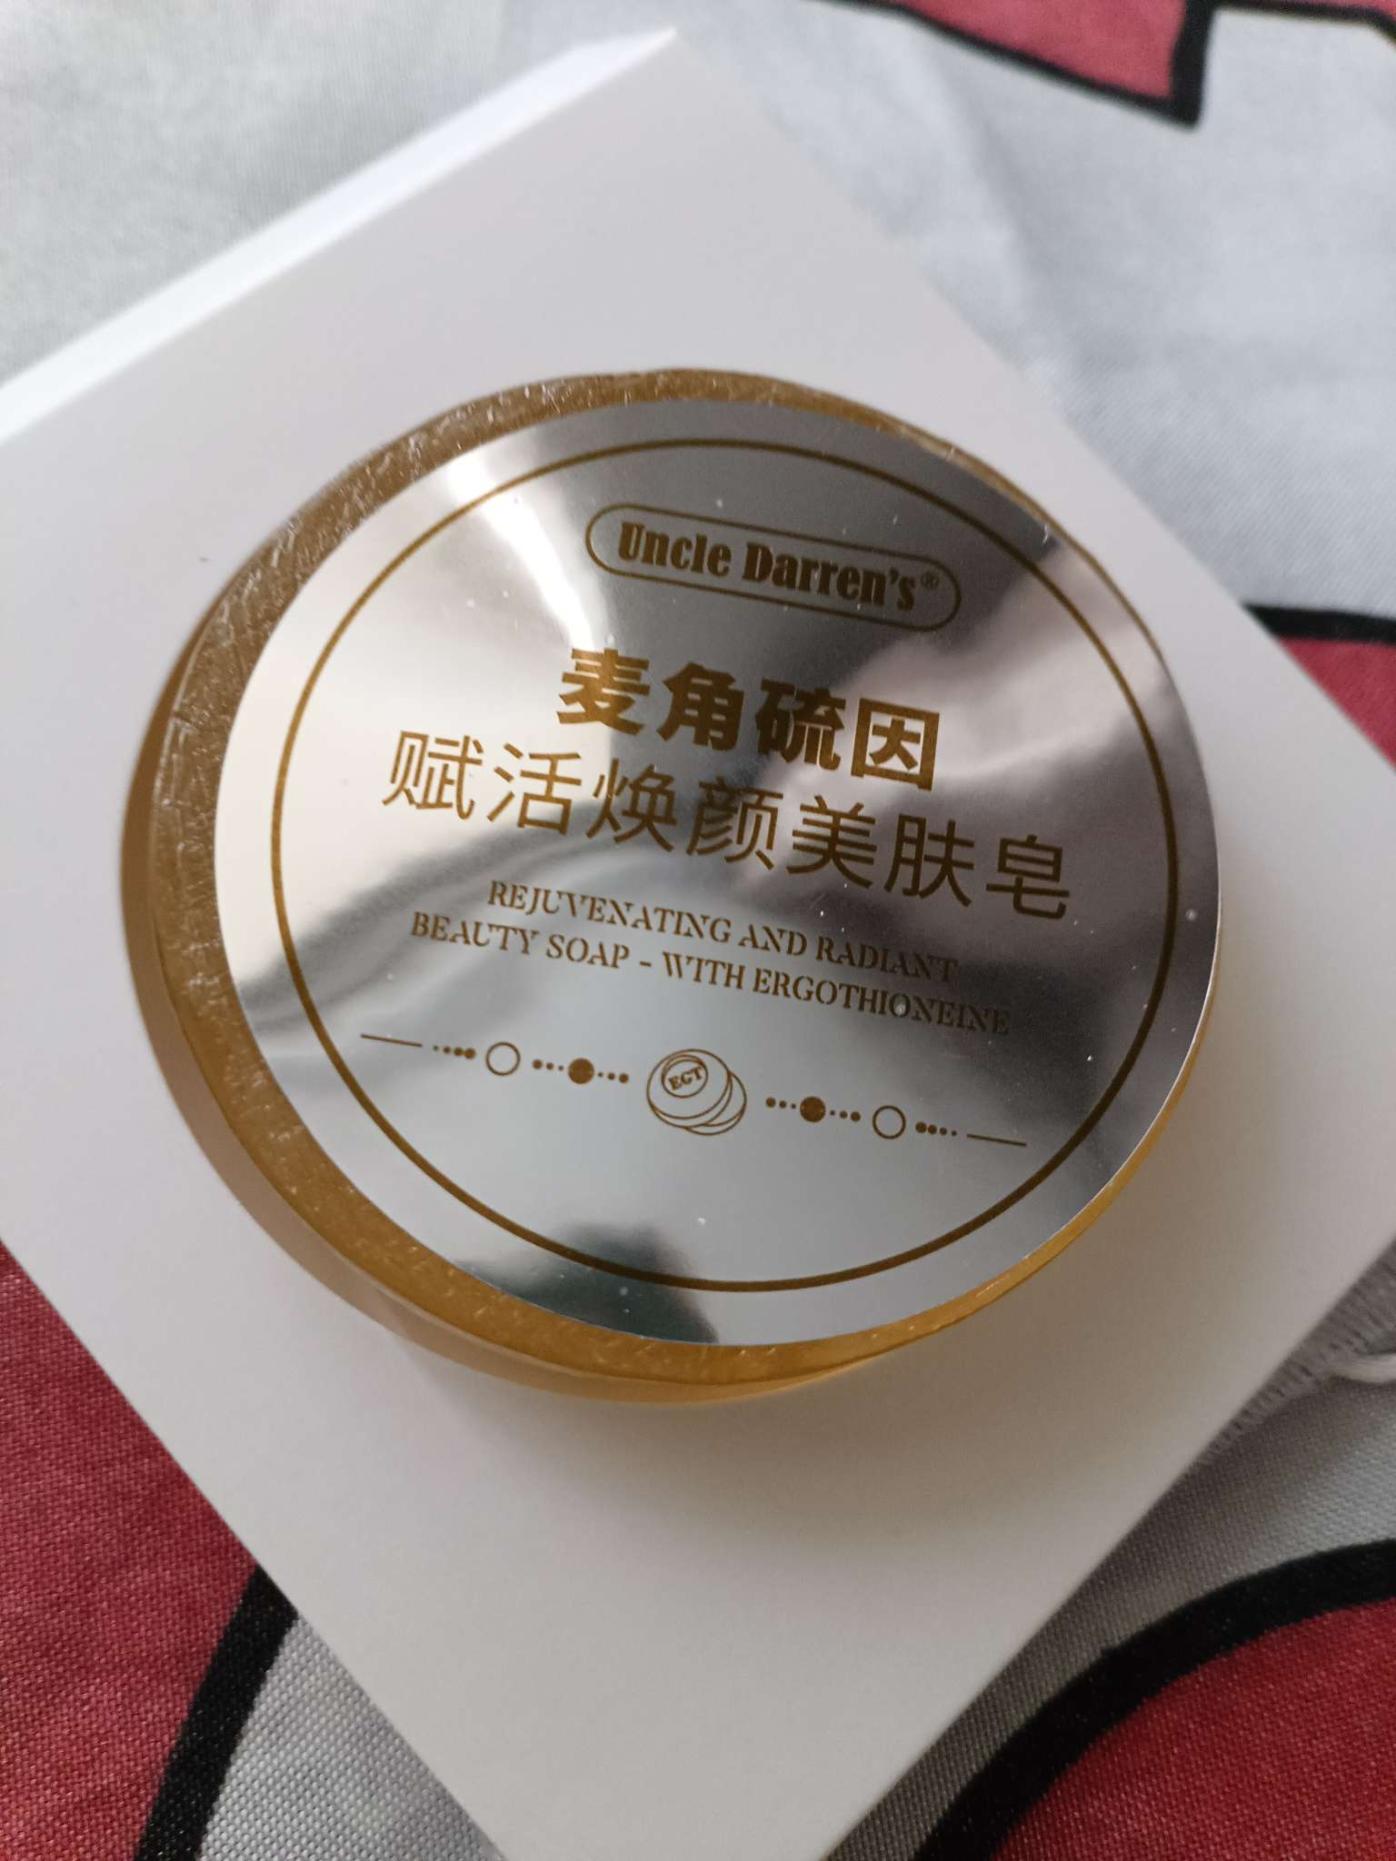 Uncle Darren's®
麦角硫因
赋活焕颜美肤皂
REJUVENATING AND RADIANT
BEAUTY SOAP - WITH ERGOTHIONEINE
EGT